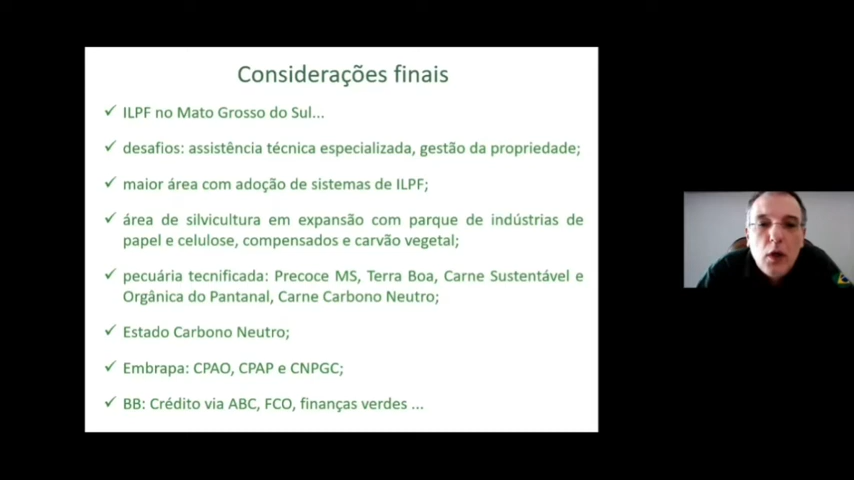 Considerações finais
✓ ILPF no Mato Grosso do Sul...
✓ desafios: assistência técnica especializada, gestão da propriedade;
✓ maior área com adoção de sistemas de ILPF;
✓ área de silvicultura em expansão com parque de indústrias de
papel e celulose, compensados e carvão vegetal;
✓ pecuária tecnificada: Precoce MS, Terra Boa, Carne Sustentável e
Orgânica do Pantanal, Carne Carbono Neutro;
✓ Estado Carbono Neutro;
✓ Embrapa: CPAO, CPAP e CNPGC;
✓ BB: Crédito via ABC, FCO, finanças verdes ...